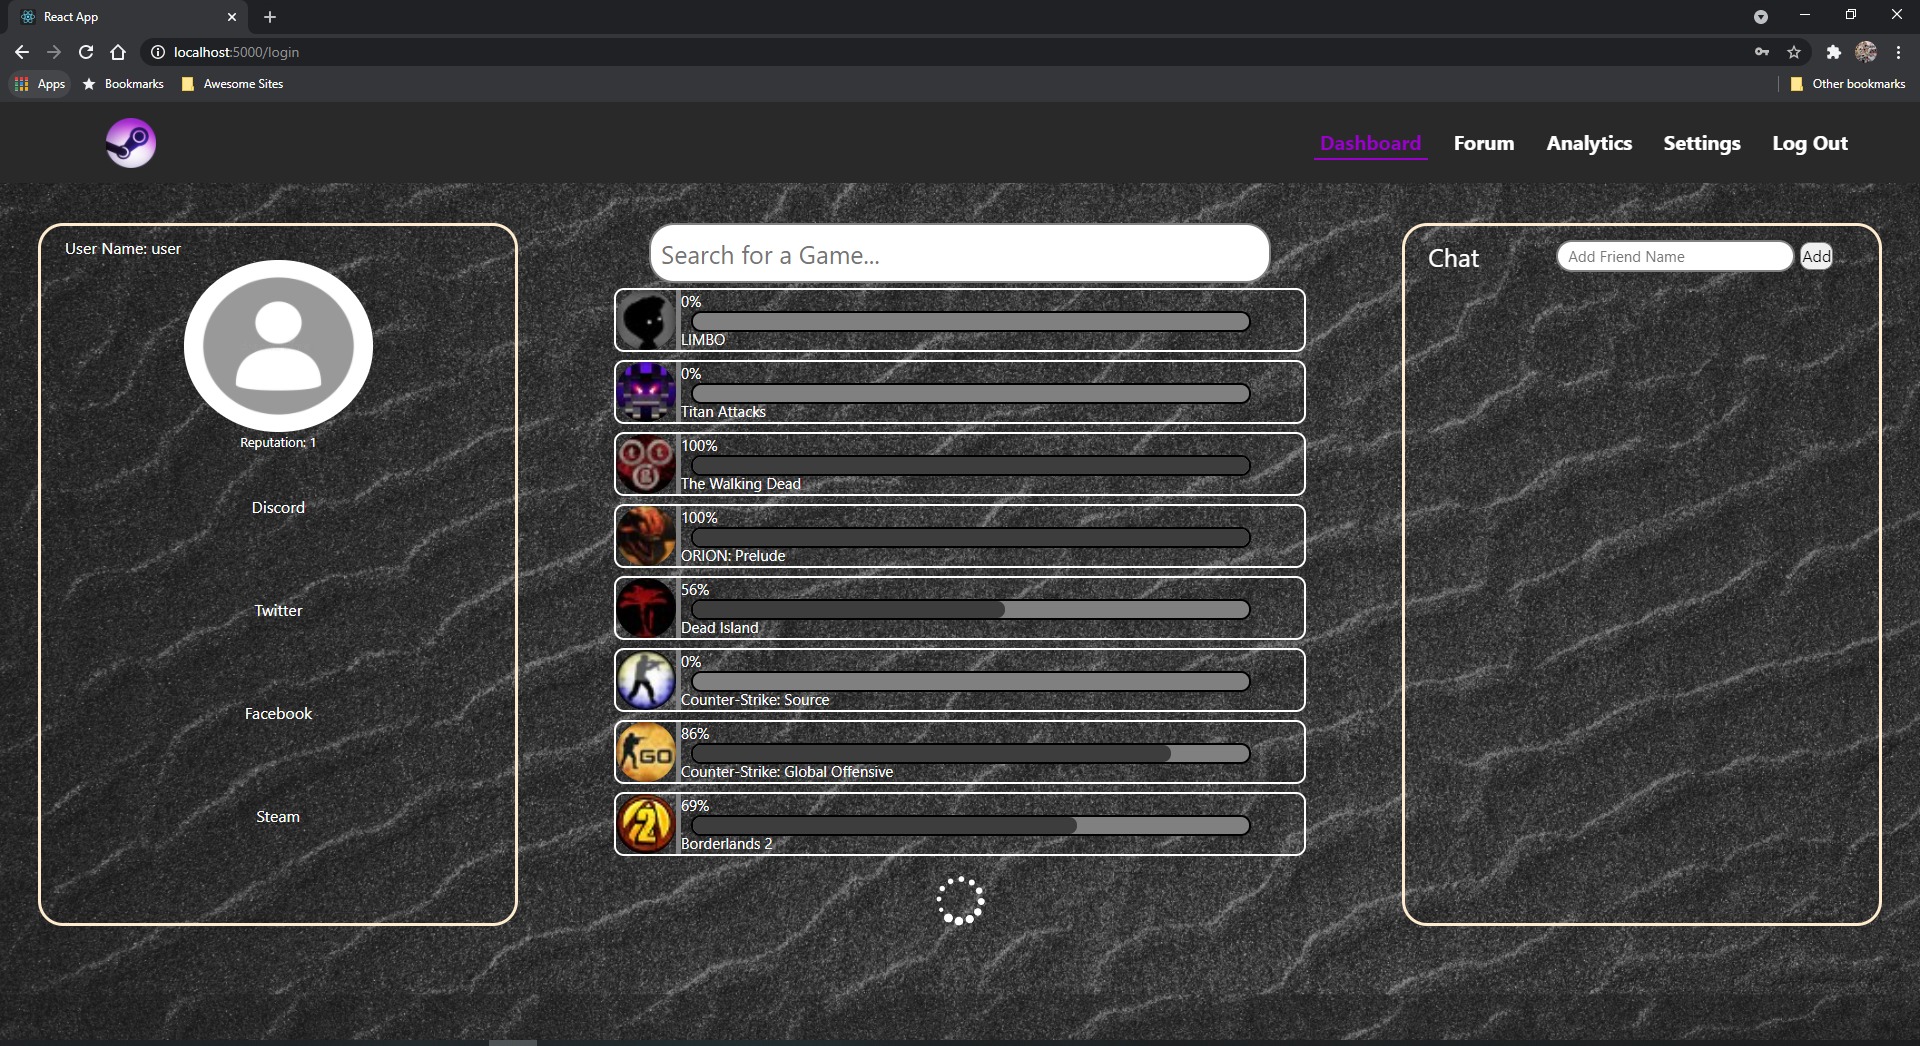 React App
localhost:5000/login
Apps
Bookmarks
Awesome Sites
Other bookmarks
Dashboard
Forum
Analytics
Settings
Log Out
User Name: user
Reputation: 1
Discord
Twitter
Facebook
Steam
Search for a Game...
0%
LIMBO
0%
Titan Attacks
100%
t t
g
The Walking Dead
100%
ORION: Prelude
56%
Dead Island
0%
Counter-Strike: Source
86%
GO
Counter-Strike: Global Offensive
69%
2
Borderlands 2
Chat
Add Friend Name
Add